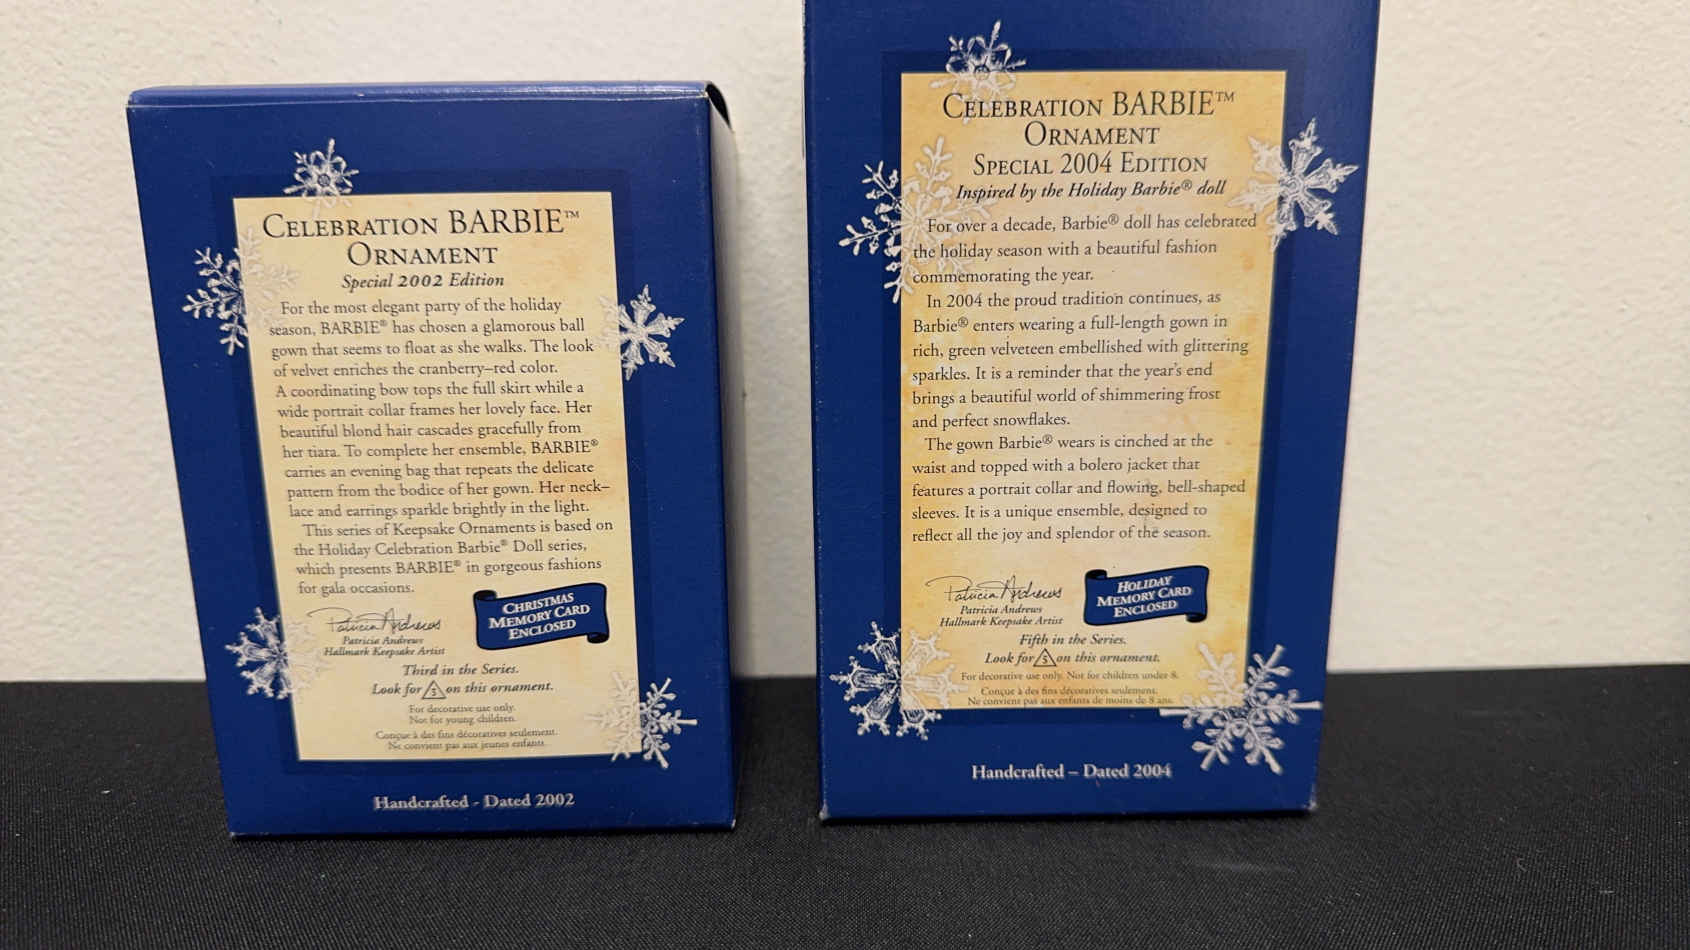 CELEBRATION BARBIE™
ORNAMENT
Special 2002 Edition
For the most elegant party of the holiday
season, BARBIE® has chosen a glamorous ball
gown that seems to float as she walks. The look
of velvet enriches the cranberry–red color.
A coordinating bow tops the full skirt while a
wide portrait collar frames her lovely face. Her
beautiful blond hair cascades gracefully from
her tiara. To complete her ensemble, BARBIE®
carries an evening bag that repeats the delicate
pattern from the bodice of her gown. Her neck–
lace and earrings sparkle brightly in the light.
This series of Keepsake Ornaments is based on
the Holiday Celebration Barbie® Doll series,
which presents BARBIE® in gorgeous fashions
for gala occasions.
CHRISTMAS
MEMORY CARD
ENCLOSED
Patricia Andrews
Patricia Andrews
Hallmark Keepsake Artist
Third in the Series.
Look for 3 on this ornament.
For decorative use only.
Not for young children.
Conçue à des fins décoratives seulement.
Ne convient pas aux jeunes enfants.
Handcrafted - Dated 2002
CELEBRATION BARBIE™
ORNAMENT
SPECIAL 2004 EDITION
Inspired by the Holiday Barbie® doll
For over a decade, Barbie® doll has celebrated
the holiday season with a beautiful fashion
commemorating the year.
In 2004 the proud tradition continues, as
Barbie® enters wearing a full-length gown in
rich, green velveteen embellished with glittering
sparkles. It is a reminder that the year's end
brings a beautiful world of shimmering frost
and perfect snowflakes.
The gown Barbie® wears is cinched at the
waist and topped with a bolero jacket that
features a portrait collar and flowing, bell-shaped
sleeves. It is a unique ensemble, designed to
reflect all the joy and splendor of the season.
Patricia Andrews
Patricia Andrews
Hallmark Keepsake Artist
HOLIDAY
MEMORY CARD
ENCLOSED
Fifth in the Series.
Look for 5 on this ornament.
For decorative use only. Not for children under 8.
Conçue à des fins décoratives seulement.
Ne convient pas aux enfants de moins de 8 ans.
Handcrafted – Dated 2004